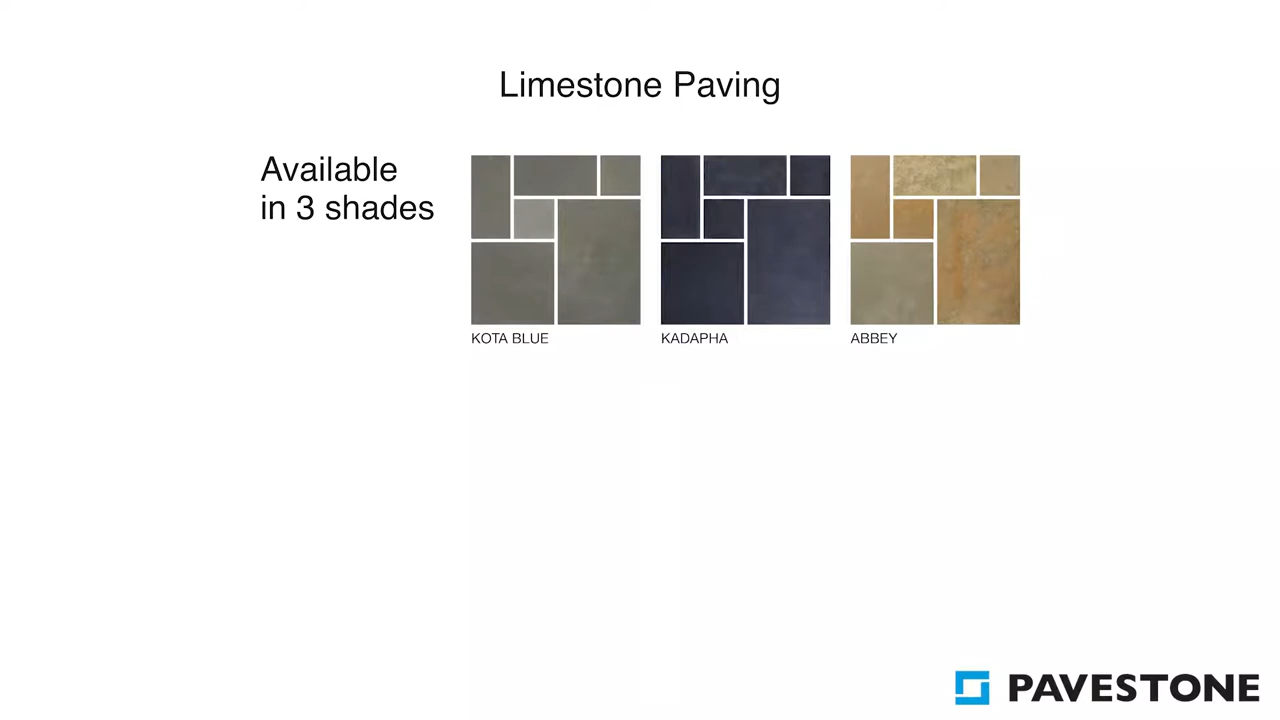 Limestone Paving
Available
in 3 shades
KOTA BLUE
KADAPHA
ABBEY
PAVESTONE